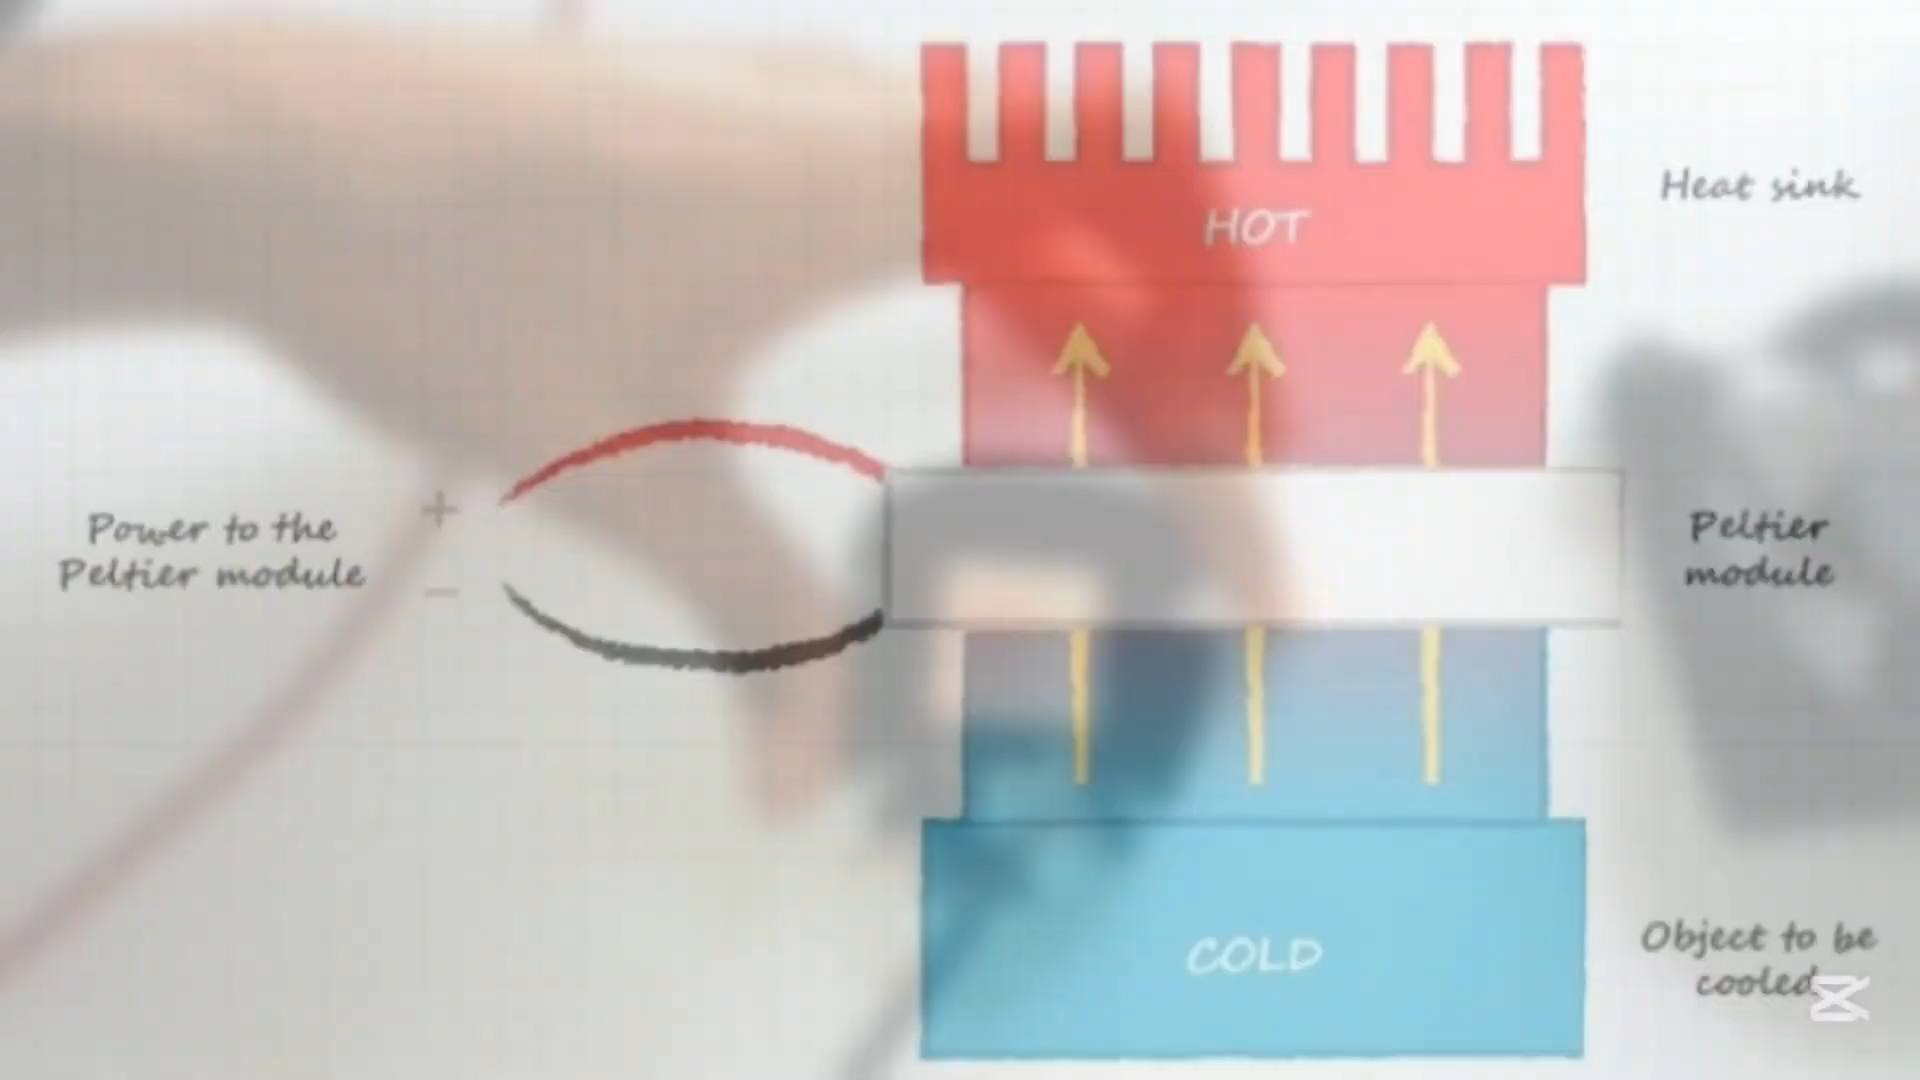 HOT
Heat sink
Power to the
Peltier module
+
−
Peltier
module
COLD
Object to be
cooled